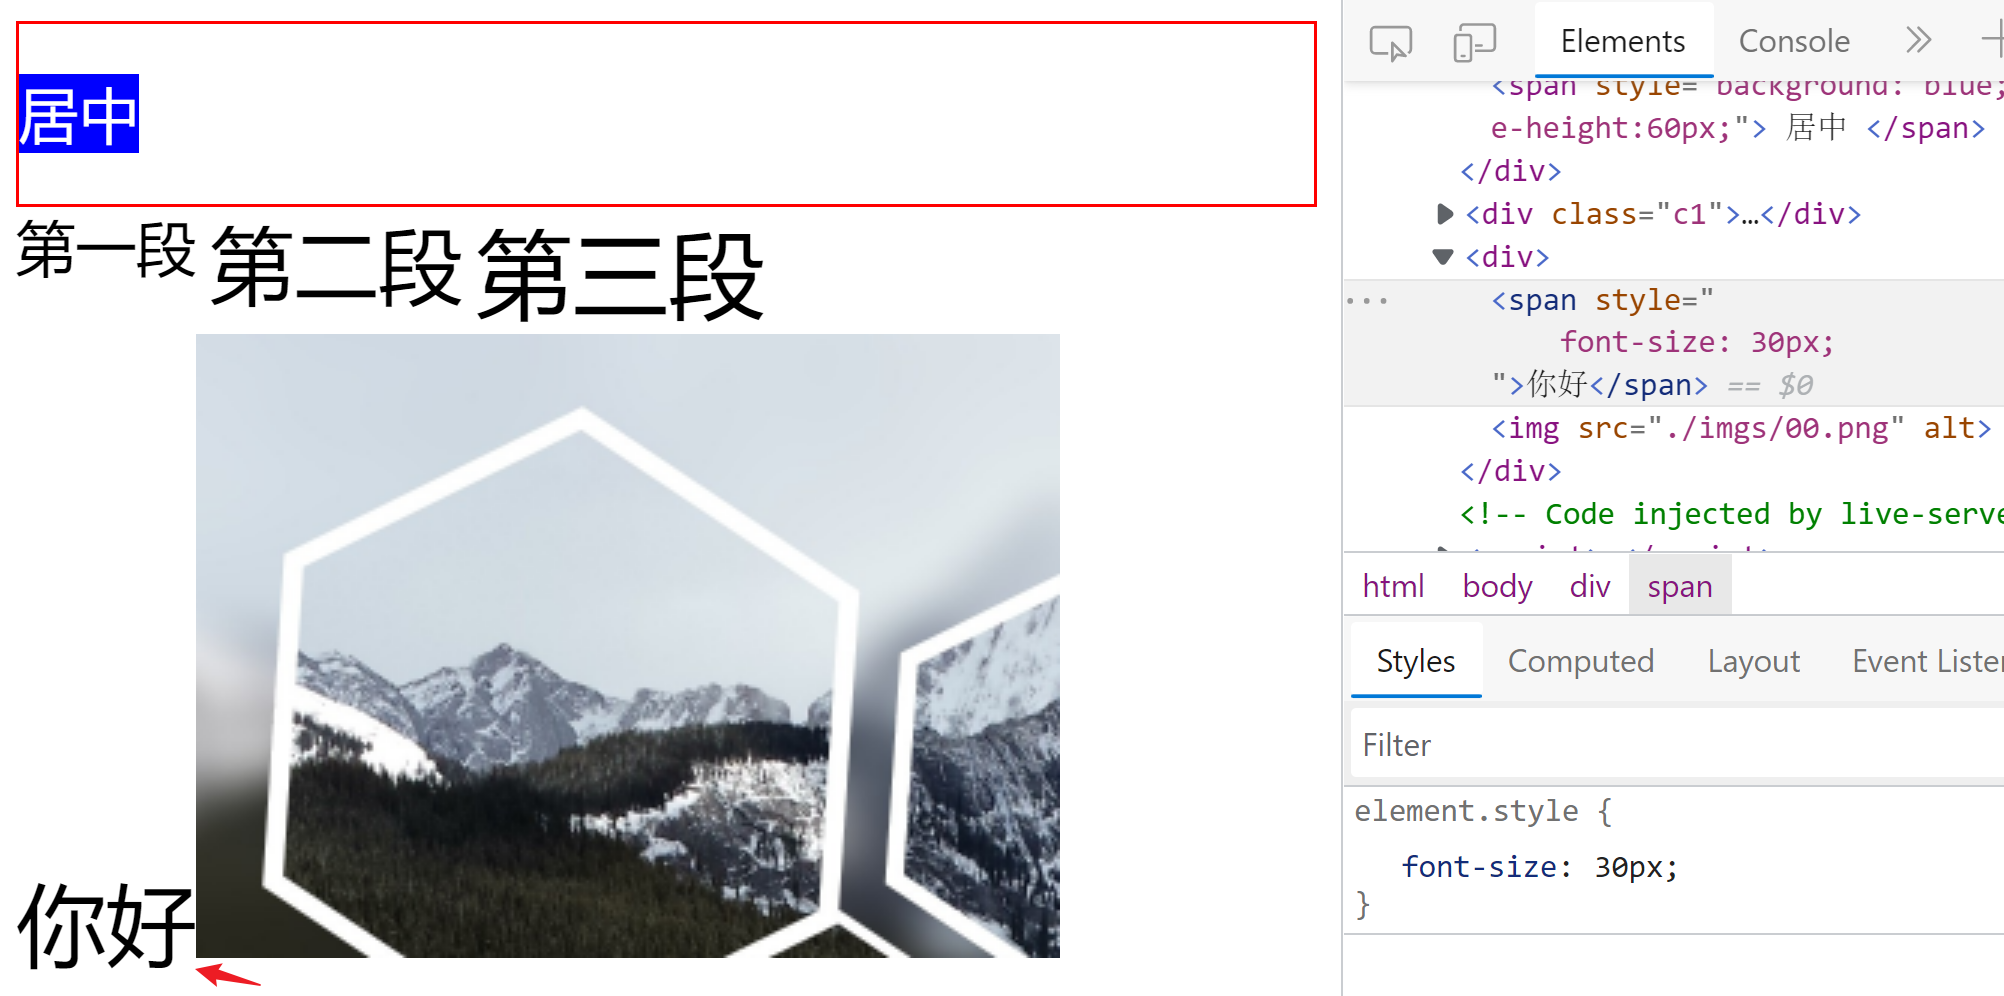 居中
第一段 第二段 第三段
你好
Elements Console
<span style="background: blue;
e-height:60px;"> 居中 </span>
</div>
<div class="c1">…</div>
<div>
<span style="
font-size: 30px;
">你好</span> == $0
<img src="./imgs/00.png" alt>
</div>
<!-- Code injected by live-serve
html body div span
Styles Computed Layout Event Lister
Filter
element.style {
font-size: 30px;
}